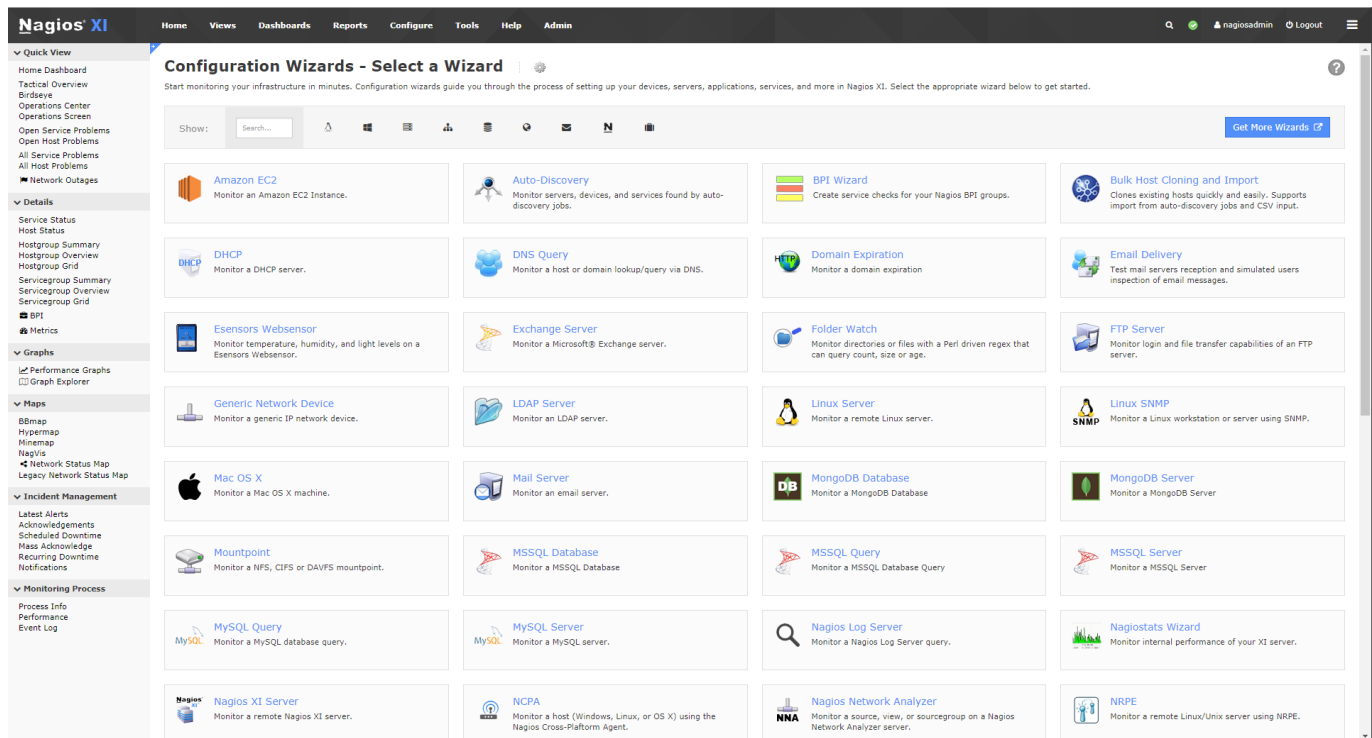 Nagios XI
Home Views Dashboards Reports Configure Tools Help Admin
nagiosadmin Logout
Quick View
Home Dashboard
Tactical Overview
Birdseye
Operations Center
Operations Screen
Open Service Problems
Open Host Problems
All Service Problems
All Host Problems
Network Outages
Details
Service Status
Host Status
Hostgroup Summary
Hostgroup Overview
Hostgroup Grid
Servicegroup Summary
Servicegroup Overview
Servicegroup Grid
BPI
Metrics
Graphs
Performance Graphs
Graph Explorer
Maps
BBmap
Hypermap
Minemap
NagVis
Network Status Map
Legacy Network Status Map
Incident Management
Latest Alerts
Acknowledgements
Scheduled Downtime
Mass Acknowledge
Recurring Downtime
Notifications
Monitoring Process
Process Info
Performance
Event Log
Configuration Wizards - Select a Wizard
Start monitoring your infrastructure in minutes. Configuration wizards guide you through the process of setting up your devices, servers, applications, services, and more in Nagios XI. Select the appropriate wizard below to get started.
Show: Search... N Get More Wizards
Amazon EC2
Monitor an Amazon EC2 Instance.
Auto-Discovery
Monitor servers, devices, and services found by auto-
discovery jobs.
BPI Wizard
Create service checks for your Nagios BPI groups.
Bulk Host Cloning and Import
Clones existing hosts quickly and easily. Supports
import from auto-discovery jobs and CSV input.
DHCP
DHCP
Monitor a DHCP server.
DNS Query
Monitor a host or domain lookup/query via DNS.
HTTP
Domain Expiration
Monitor a domain expiration
Email Delivery
Test mail servers reception and simulated users
inspection of email messages.
Esensors Websensor
Monitor temperature, humidity, and light levels on a
Esensors Websensor.
Exchange Server
Monitor a Microsoft® Exchange server.
Folder Watch
Monitor directories or files with a Perl driven regex that
can query count, size or age.
FTP Server
Monitor login and file transfer capabilities of an FTP
server.
Generic Network Device
Monitor a generic IP network device.
LDAP Server
Monitor an LDAP server.
Linux Server
Monitor a remote Linux server.
SNMP
Linux SNMP
Monitor a Linux workstation or server using SNMP.
Mac OS X
Monitor a Mac OS X machine.
Mail Server
Monitor an email server.
DB
MongoDB Database
Monitor a MongoDB Database
MongoDB Server
Monitor a MongoDB Server
Mountpoint
Monitor a NFS, CIFS or DAVFS mountpoint.
MSSQL Database
Monitor a MSSQL Database
MSSQL Query
Monitor a MSSQL Database Query
MSSQL Server
Monitor a MSSQL Server
MySQL
MySQL Query
Monitor a MySQL database query.
MySQL
MySQL Server
Monitor a MySQL server.
Nagios Log Server
Monitor a Nagios Log Server query.
Nagiostats Wizard
Monitor internal performance of your XI server.
Nagios XI
Nagios XI Server
Monitor a remote Nagios XI server.
NCPA
Monitor a host (Windows, Linux, or OS X) using the
Nagios Cross-Platform Agent.
NNA
Nagios Network Analyzer
Monitor a source, view, or sourcegroup on a Nagios
Network Analyzer server.
NRPE
Monitor a remote Linux/Unix server using NRPE.